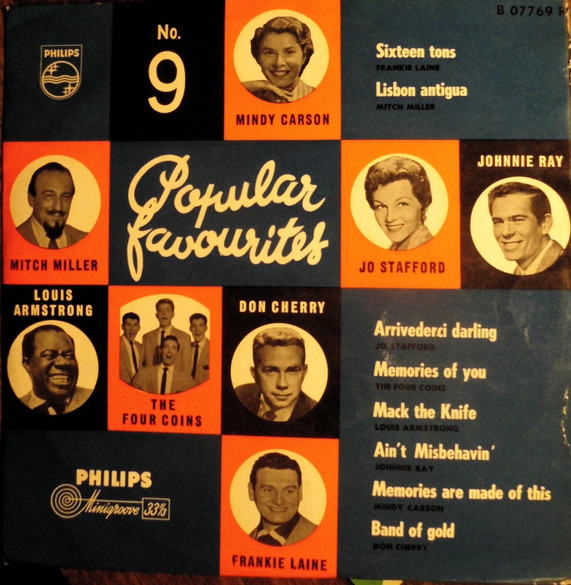 B 07769 R
PHILIPS
No.
9
MINDY CARSON
Sixteen tons
FRANKIE LAINE
Lisbon antigua
MITCH MILLER
Popular
favourites
MITCH MILLER
JO STAFFORD
JOHNNIE RAY
LOUIS
ARMSTRONG
THE
FOUR COINS
DON CHERRY
Arrivederci darling
JO STAFFORD
Memories of you
THE FOUR COINS
Mack the Knife
LOUIS ARMSTRONG
Ain't Misbehavin'
JOHNNIE RAY
Memories are made of this
MINDY CARSON
Band of gold
DON CHERRY
PHILIPS
Minigroove 33⅓
FRANKIE LAINE